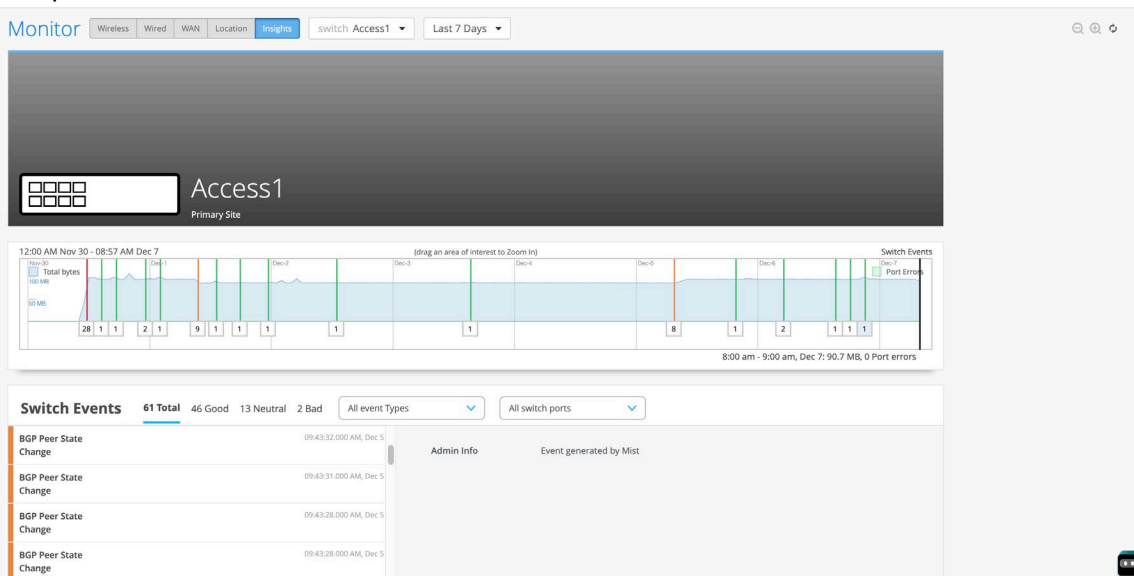 Monitor Wireless Wired WAN Location Insights switch Access1 Last 7 Days
Access1
Primary Site
12:00 AM Nov 30 - 08:57 AM Dec 7 (drag an area of interest to Zoom In) Switch Events
Nov-30 Dec-1 Dec-2 Dec-3 Dec-4 Dec-5 Dec-6 Dec-7
Total bytes Port Errors
100 MB
50 MB
28 1 1 2 1 9 1 1 1 1 1 8 1 2 1 1 1
8:00 am - 9:00 am, Dec 7: 90.7 MB, 0 Port errors
Switch Events 61 Total 46 Good 13 Neutral 2 Bad All event Types All switch ports
BGP Peer State 09:43:32.000 AM, Dec 5
Change
Admin Info Event generated by Mist
BGP Peer State 09:43:31.000 AM, Dec 5
Change
BGP Peer State 09:43:28.000 AM, Dec 5
Change
BGP Peer State 09:43:28.000 AM, Dec 5
Change